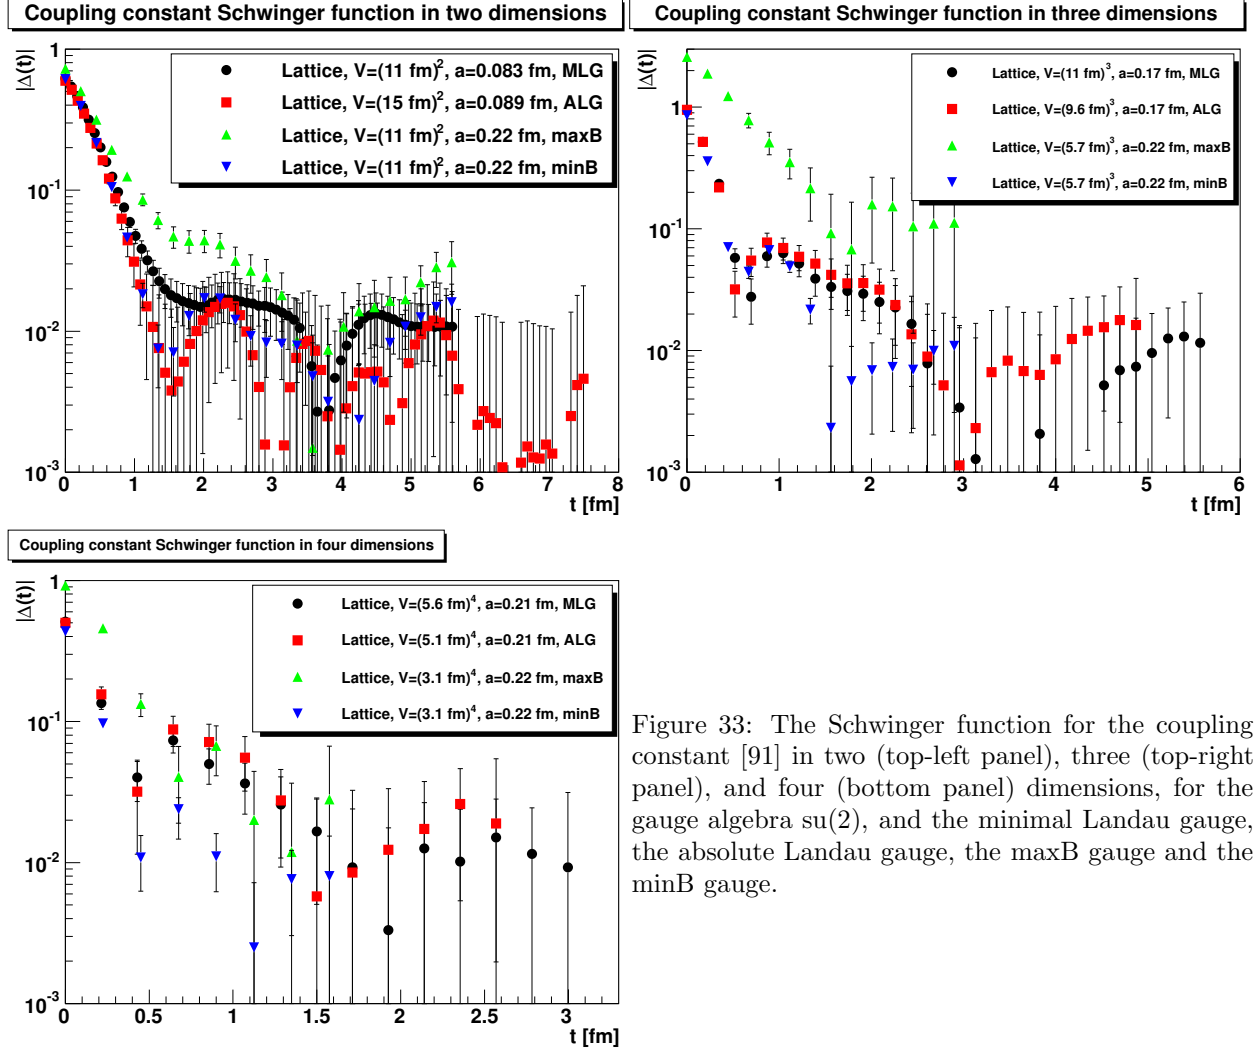 Coupling constant Schwinger function in two dimensions
|Δ(t)|
1
10^-1
10^-2
10^-3
Lattice, V=(11 fm)^2, a=0.083 fm, MLG
Lattice, V=(15 fm)^2, a=0.089 fm, ALG
Lattice, V=(11 fm)^2, a=0.22 fm, maxB
Lattice, V=(11 fm)^2, a=0.22 fm, minB
0 1 2 3 4 5 6 7 8
t [fm]
Coupling constant Schwinger function in three dimensions
|Δ(t)|
1
10^-1
10^-2
10^-3
Lattice, V=(11 fm)^3, a=0.17 fm, MLG
Lattice, V=(9.6 fm)^3, a=0.17 fm, ALG
Lattice, V=(5.7 fm)^3, a=0.22 fm, maxB
Lattice, V=(5.7 fm)^3, a=0.22 fm, minB
0 1 2 3 4 5 6
t [fm]
Coupling constant Schwinger function in four dimensions
|Δ(t)|
1
10^-1
10^-2
10^-3
Lattice, V=(5.6 fm)^4, a=0.21 fm, MLG
Lattice, V=(5.1 fm)^4, a=0.21 fm, ALG
Lattice, V=(3.1 fm)^4, a=0.22 fm, maxB
Lattice, V=(3.1 fm)^4, a=0.22 fm, minB
0 0.5 1 1.5 2 2.5 3
t [fm]
Figure 33: The Schwinger function for the coupling
constant [91] in two (top-left panel), three (top-right
panel), and four (bottom panel) dimensions, for the
gauge algebra su(2), and the minimal Landau gauge,
the absolute Landau gauge, the maxB gauge and the
minB gauge.